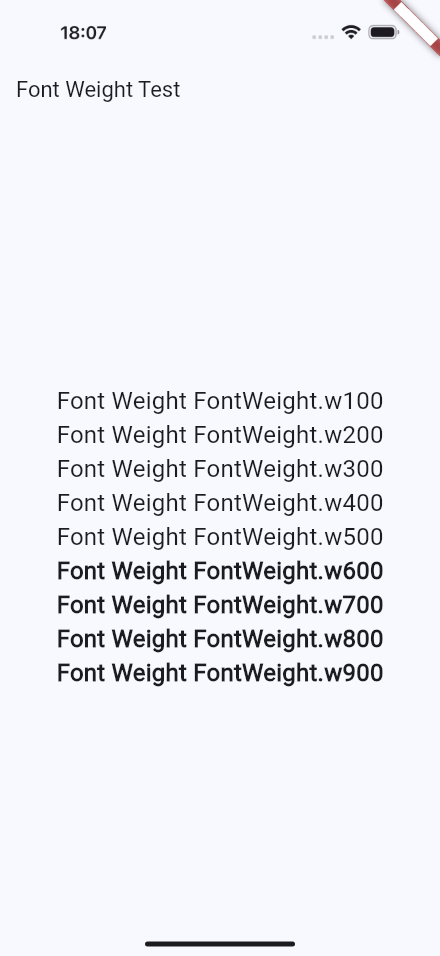 18:07
Font Weight Test
Font Weight FontWeight.w100
Font Weight FontWeight.w200
Font Weight FontWeight.w300
Font Weight FontWeight.w400
Font Weight FontWeight.w500
Font Weight FontWeight.w600
Font Weight FontWeight.w700
Font Weight FontWeight.w800
Font Weight FontWeight.w900